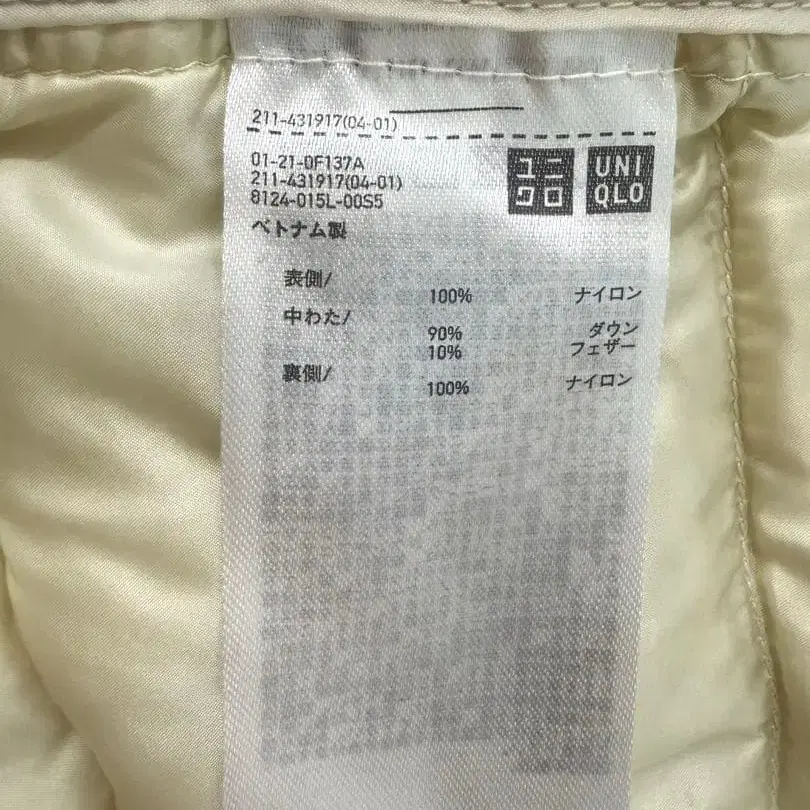 211-431917(04-01)
01-21-0F137A
211-431917(04-01)
8124-015L-00S5
ユニ
クロ
UNI
QLO
ベトナム製
表側/
100% ナイロン
中わた/
90% ダウン
10% フェザー
裏側/
100% ナイロン